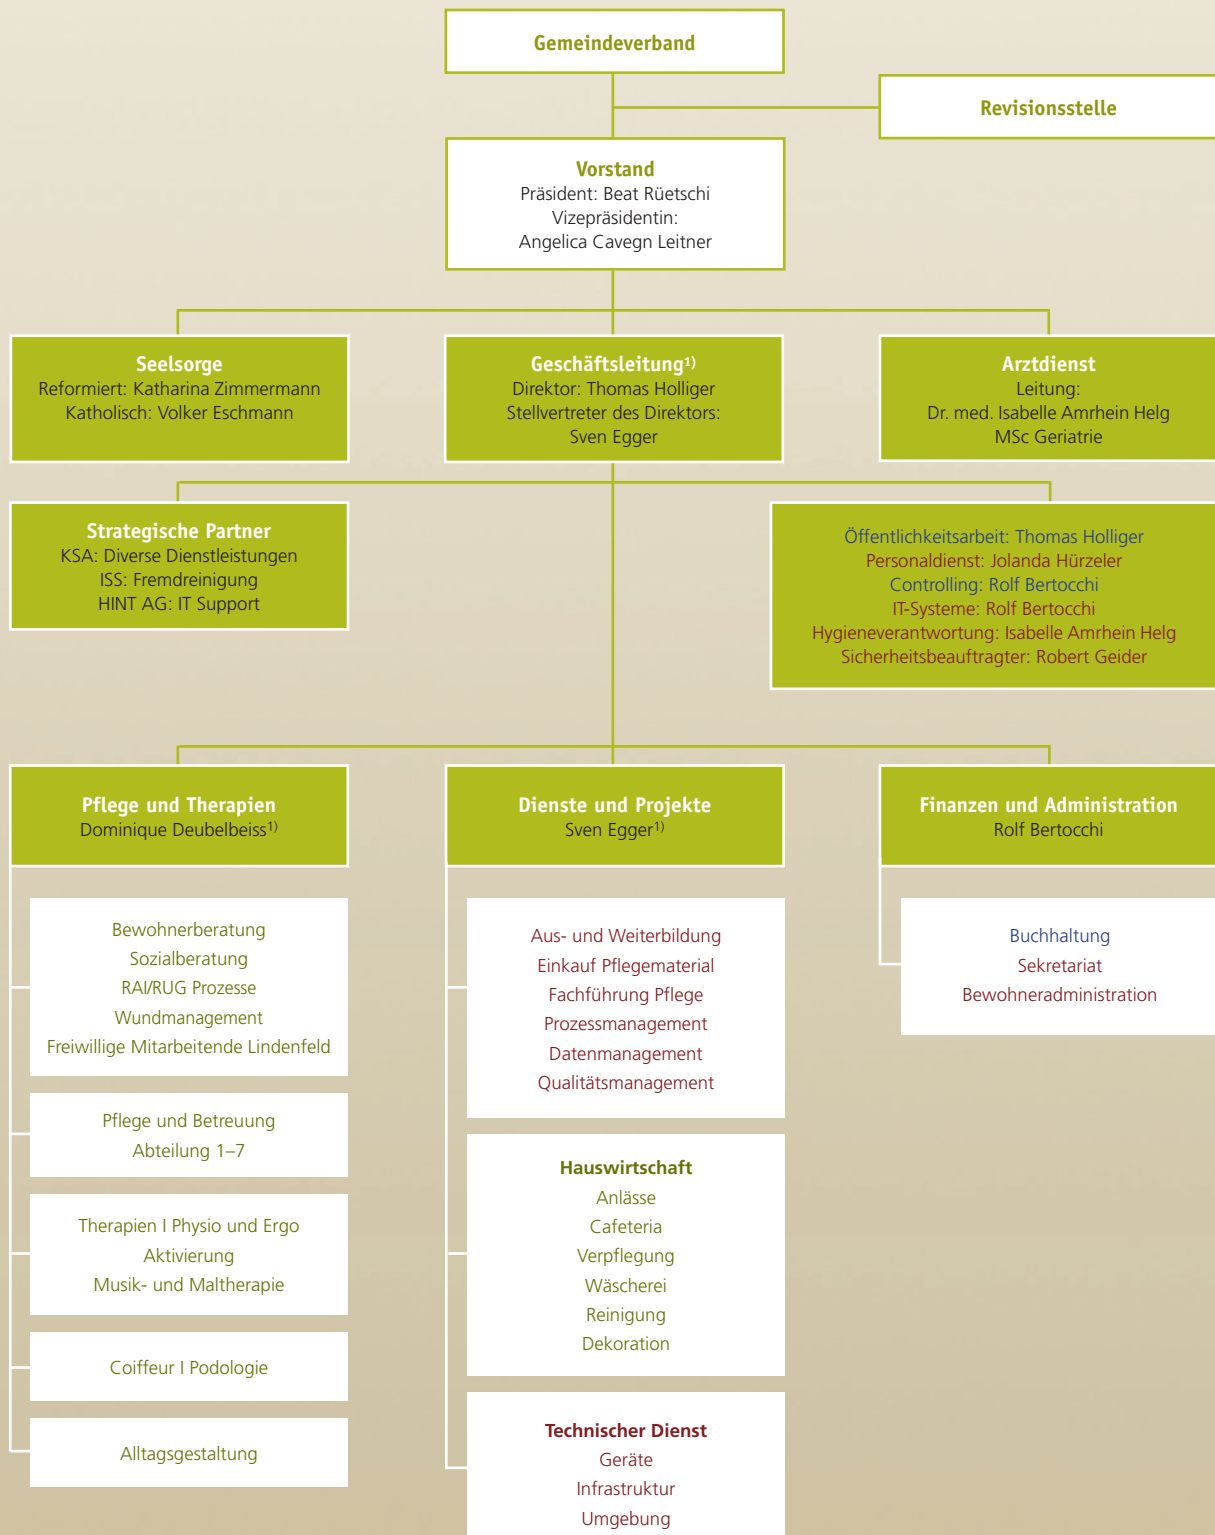 Gemeindeverband
Revisionsstelle
Vorstand
Präsident: Beat Rüetschi
Vizepräsidentin:
Angelica Cavegn Leitner
Seelsorge
Reformiert: Katharina Zimmermann
Katholisch: Volker Eschmann
Geschäftsleitung1)
Direktor: Thomas Holliger
Stellvertreter des Direktors:
Sven Egger
Arztdienst
Leitung:
Dr. med. Isabelle Amrhein Helg
MSc Geriatrie
Strategische Partner
KSA: Diverse Dienstleistungen
ISS: Fremdreinigung
HINT AG: IT Support
Öffentlichkeitsarbeit: Thomas Holliger
Personaldienst: Jolanda Hürzeler
Controlling: Rolf Bertocchi
IT-Systeme: Rolf Bertocchi
Hygieneverantwortung: Isabelle Amrhein Helg
Sicherheitsbeauftragter: Robert Geider
Pflege und Therapien
Dominique Deubelbeiss1)
Bewohnerberatung
Sozialberatung
RAI/RUG Prozesse
Wundmanagement
Freiwillige Mitarbeitende Lindenfeld
Pflege und Betreuung
Abteilung 1–7
Therapien I Physio und Ergo
Aktivierung
Musik- und Maltherapie
Coiffeur I Podologie
Alltagsgestaltung
Dienste und Projekte
Sven Egger1)
Aus- und Weiterbildung
Einkauf Pflegematerial
Fachführung Pflege
Prozessmanagement
Datenmanagement
Qualitätsmanagement
Hauswirtschaft
Anlässe
Cafeteria
Verpflegung
Wäscherei
Reinigung
Dekoration
Technischer Dienst
Geräte
Infrastruktur
Umgebung
Finanzen und Administration
Rolf Bertocchi
Buchhaltung
Sekretariat
Bewohneradministration